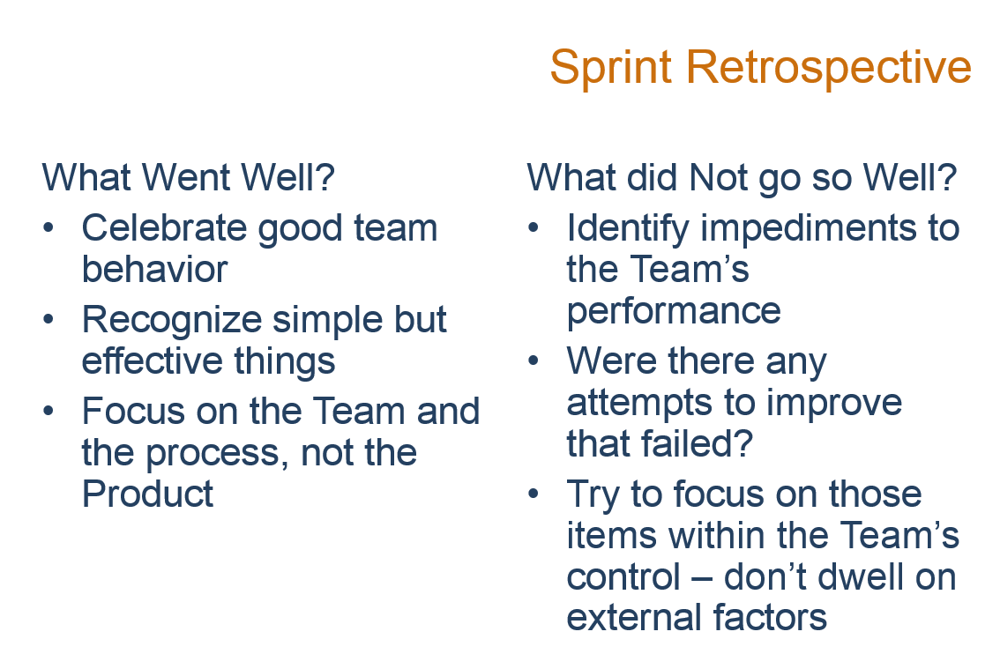 Sprint Retrospective
What Went Well?
• Celebrate good team
behavior
• Recognize simple but
effective things
• Focus on the Team and
the process, not the
Product
What did Not go so Well?
• Identify impediments to
the Team’s
performance
• Were there any
attempts to improve
that failed?
• Try to focus on those
items within the Team’s
control – don’t dwell on
external factors